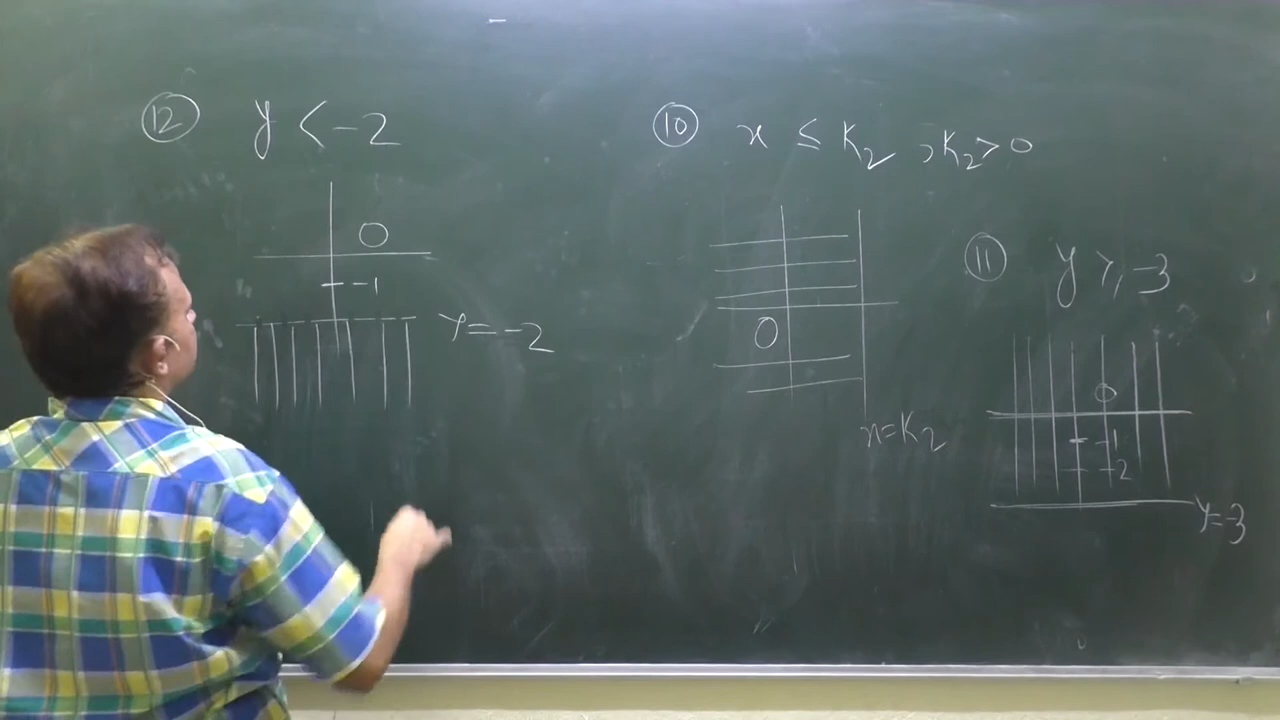 ⑫ y < -2
0
-1
y = -2
⑩ x ≤ K₂ , K₂ > 0
0
x = K₂
⑪ y ⩾ -3
0
-1
-2
y = -3